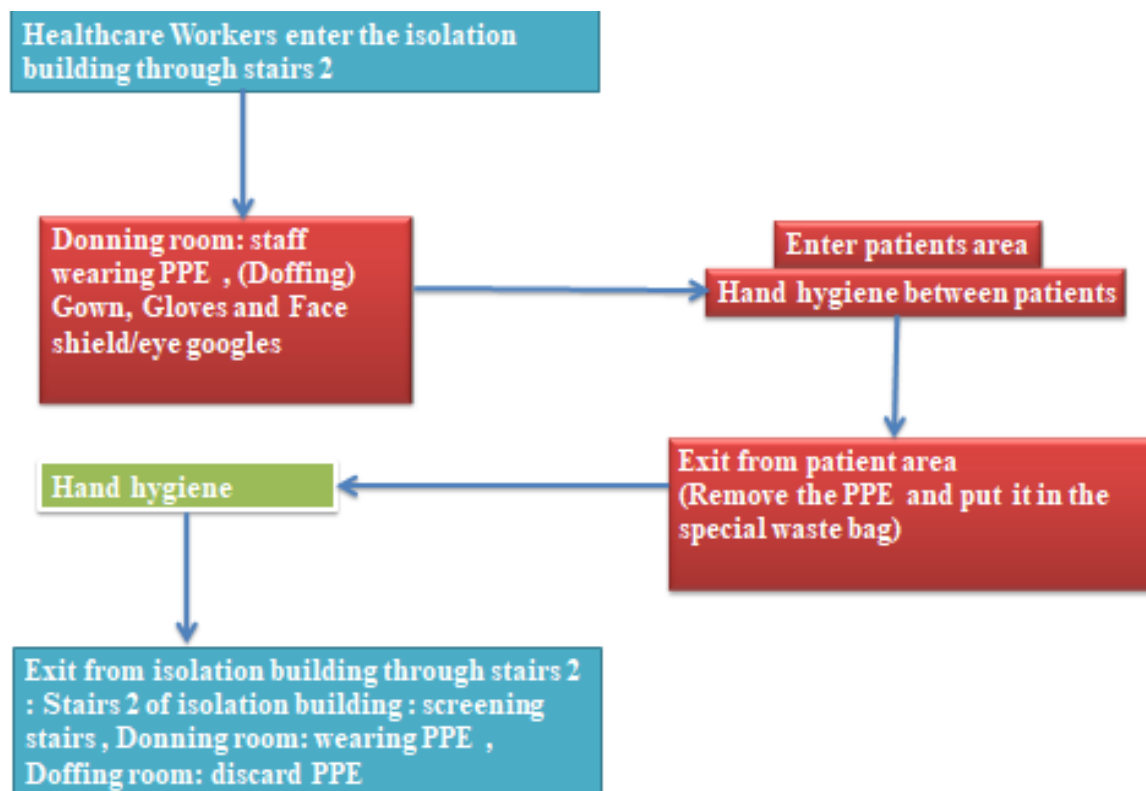 Healthcare Workers enter the isolation
building through stairs 2
Donning room: staff
wearing PPE , (Doffing)
Gown, Gloves and Face
shield/eye googles
Enter patients area
Hand hygiene between patients
Exit from patient area
(Remove the PPE and put it in the
special waste bag)
Hand hygiene
Exit from isolation building through stairs 2
: Stairs 2 of isolation building : screening
stairs , Donning room: wearing PPE ,
Doffing room: discard PPE